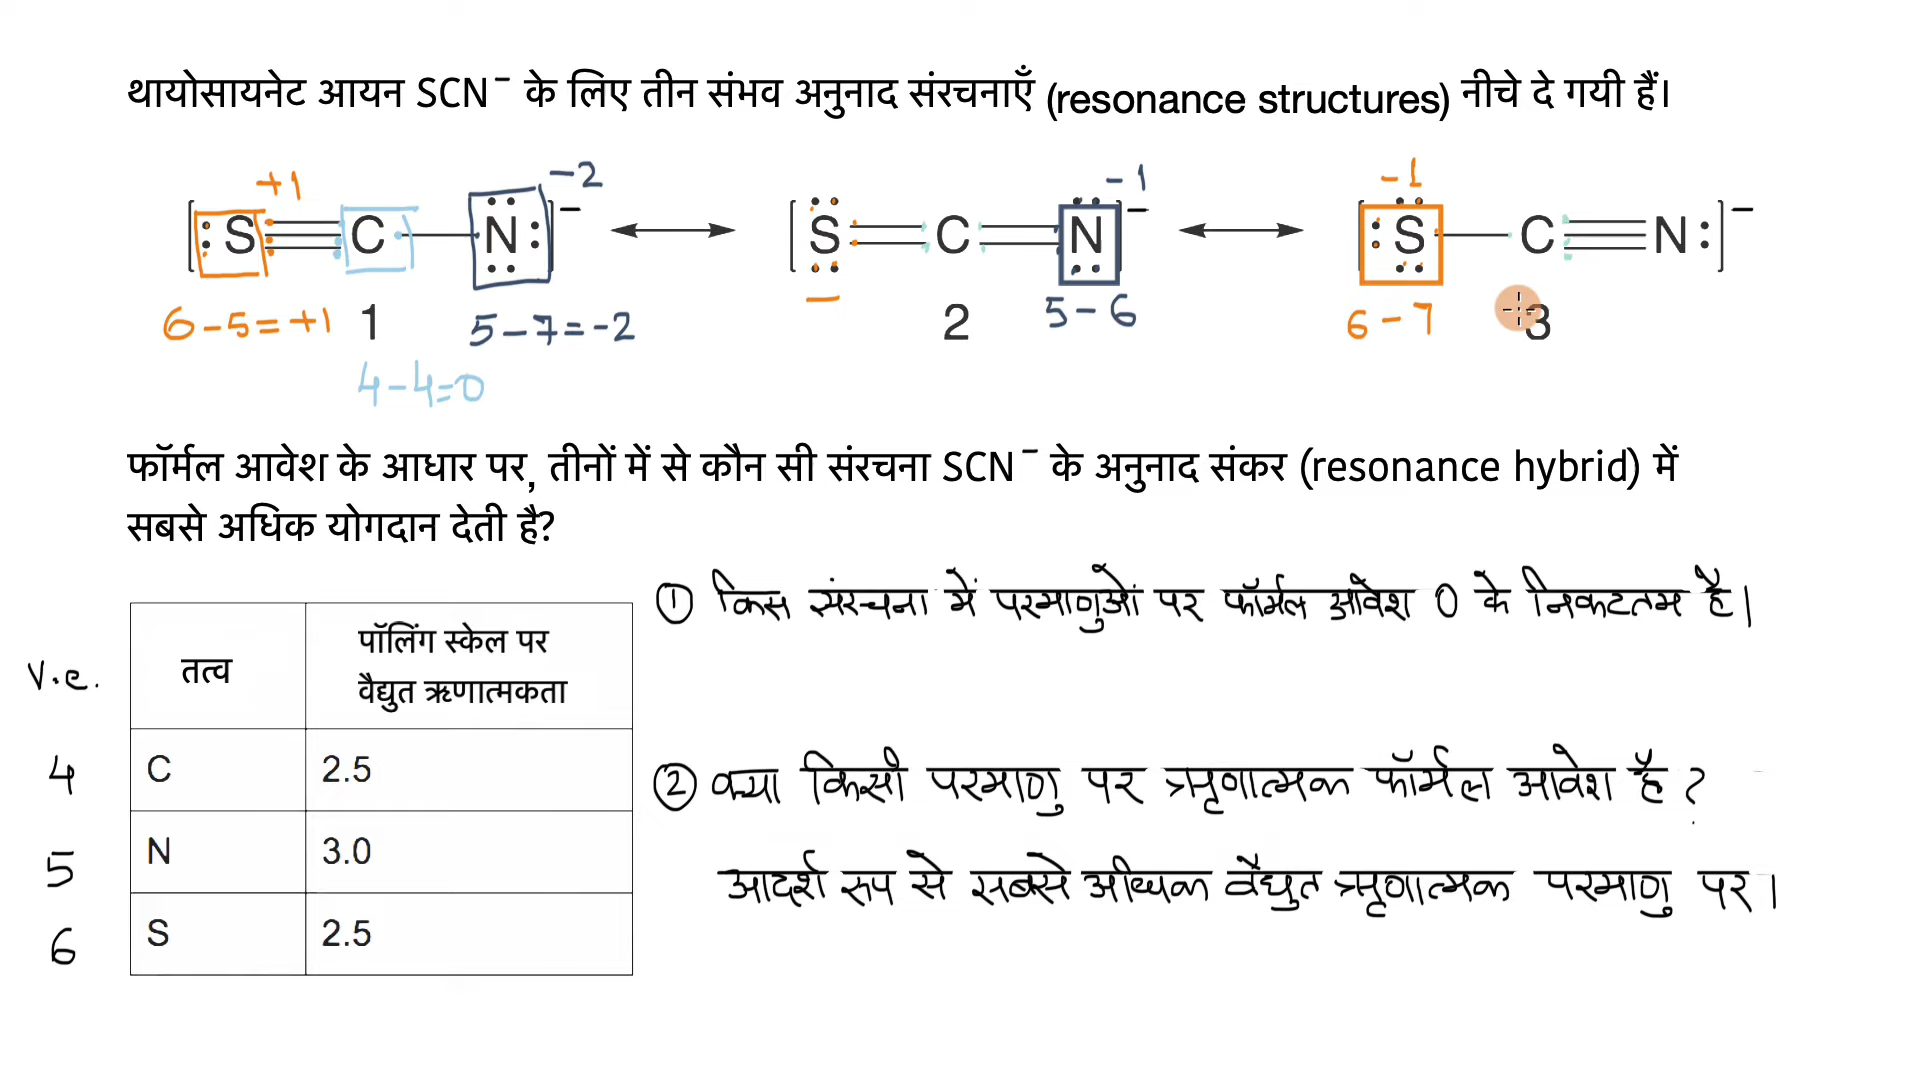 थायोसायनेट आयन SCN⁻ के लिए तीन संभव अनुनाद संरचनाएँ (resonance structures) नीचे दे गयी हैं।
+1 -2 -1 -1
[:S≡C-N:]⁻ ↔ [S=C=N]⁻ ↔ [:S-C≡N:]⁻
6-5=+1 1 5-7=-2 2 5-6 6-7 3
4-4=0
फॉर्मल आवेश के आधार पर, तीनों में से कौन सी संरचना SCN⁻ के अनुनाद संकर (resonance hybrid) में
सबसे अधिक योगदान देती है?
① किस संरचना में परमाणुओं पर फॉर्मल आवेश 0 के निकटतम है।
② क्या किसी परमाणु पर ऋणात्मक फॉर्मल आवेश है?
आदर्श रुप से सबसे अधिक वैद्युत ऋणात्मक परमाणु पर।
v.e. तत्व पॉलिंग स्केल पर
वैद्युत ऋणात्मकता
4 C 2.5
5 N 3.0
6 S 2.5